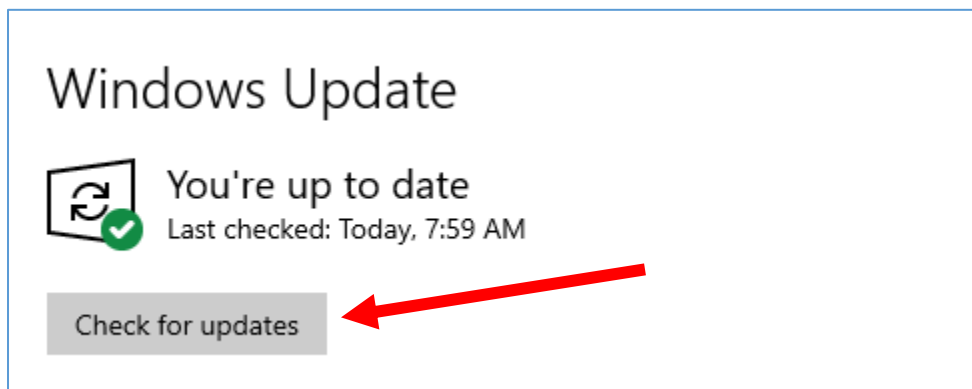 Windows Update
You're up to date
Last checked: Today, 7:59 AM
Check for updates